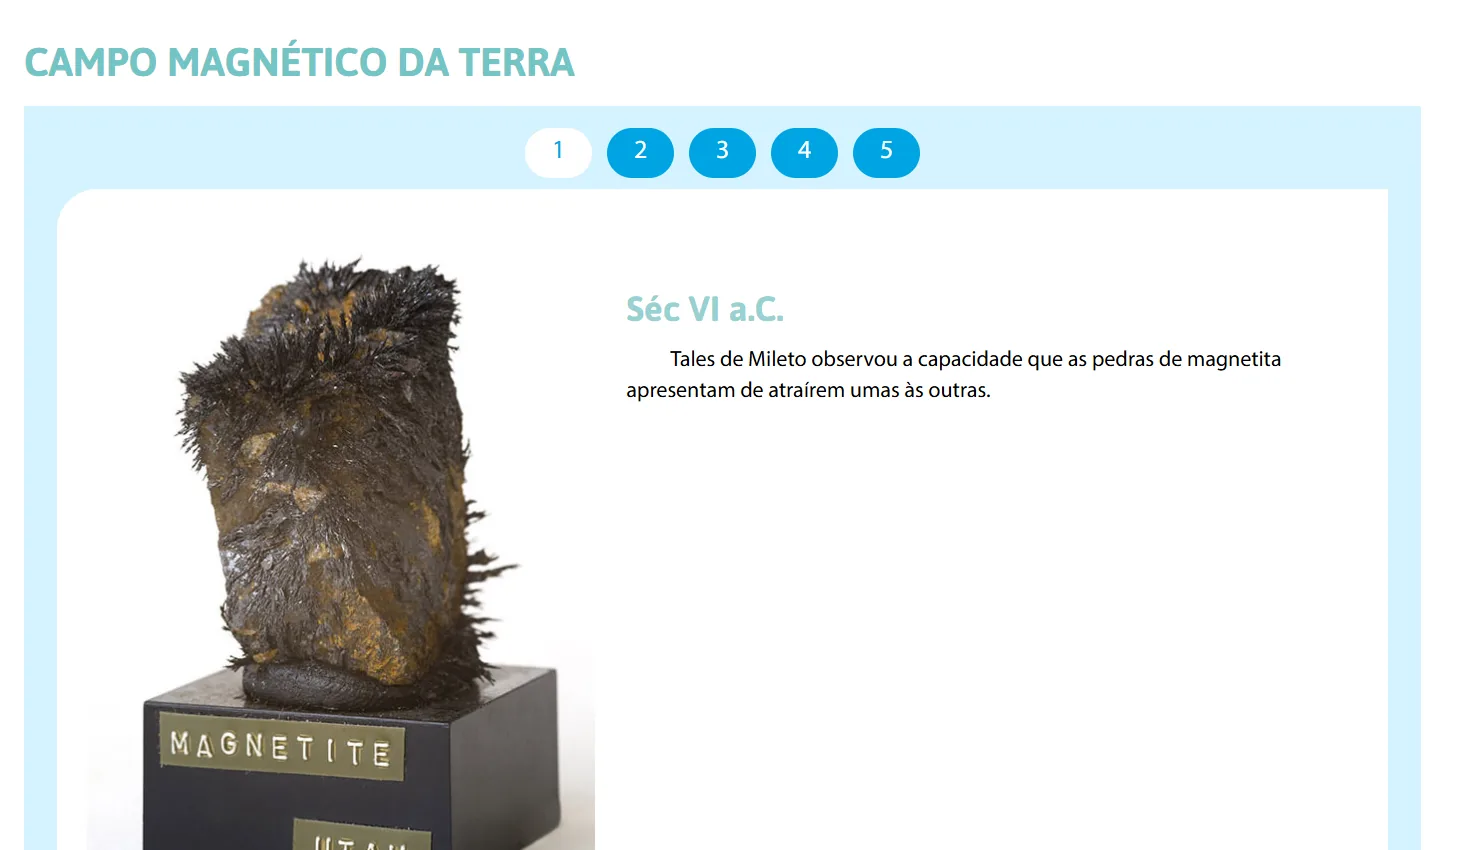 CAMPO MAGNÉTICO DA TERRA
1 2 3 4 5
Séc VI a.C.
Tales de Mileto observou a capacidade que as pedras de magnetita
apresentam de atraírem umas às outras.
MAGNETITE
UTAH